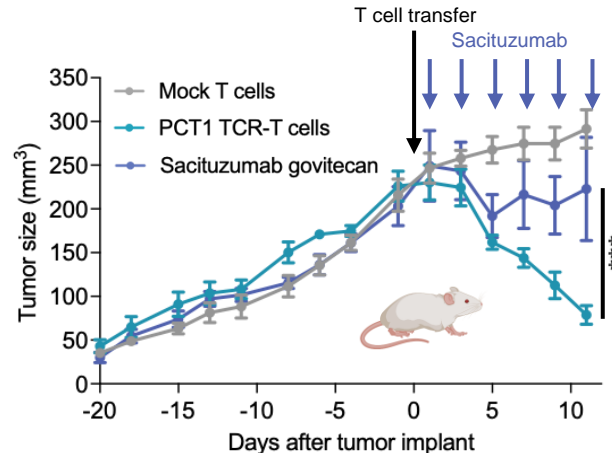 T cell transfer
Sacituzumab
350
300
250
200
150
100
50
0
Tumor size (mm³)
Mock T cells
PCT1 TCR-T cells
Sacituzumab govitecan
***
-20
-15
-10
-5
0
5
10
Days after tumor implant